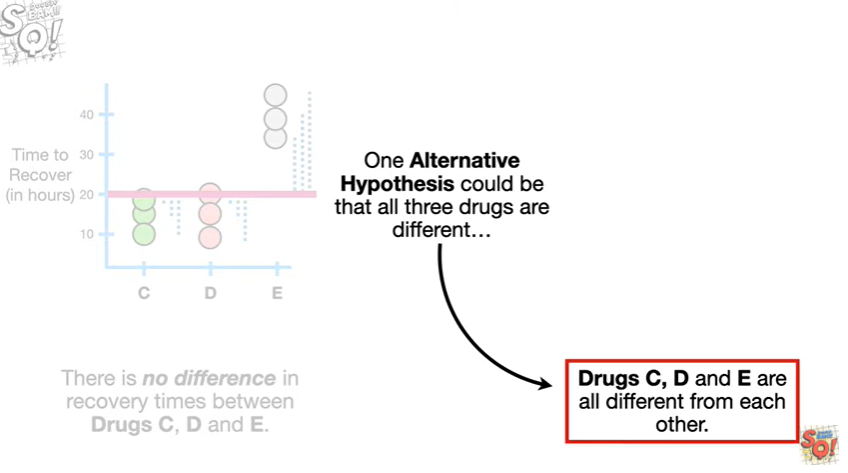 SQ!
40
One Alternative
Time to
30
Hypothesis could be
Recover
that all three drugs are
(in hours)
20
different…
10
C
D
E
There is no difference in
recovery times between
Drugs C, D and E.
Drugs C, D and E are
all different from each
other.
SQ!